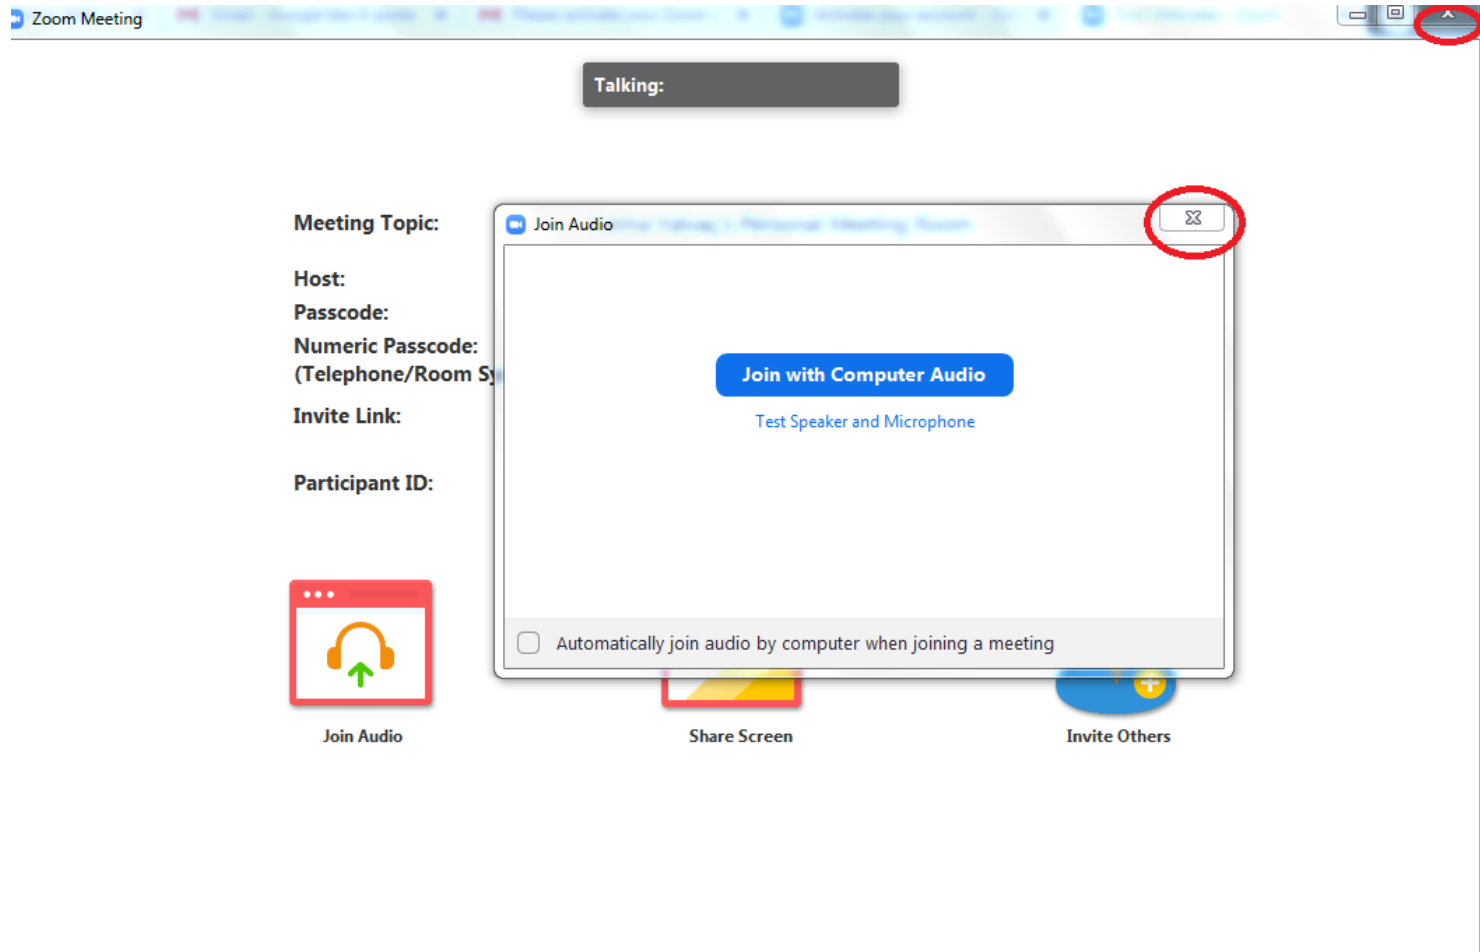 Zoom Meeting
Talking:
Meeting Topic:
Join Audio
Host:
Passcode:
Numeric Passcode:
(Telephone/Room Sy
Join with Computer Audio
Invite Link:
Test Speaker and Microphone
Participant ID:
Automatically join audio by computer when joining a meeting
Join Audio
Share Screen
Invite Others